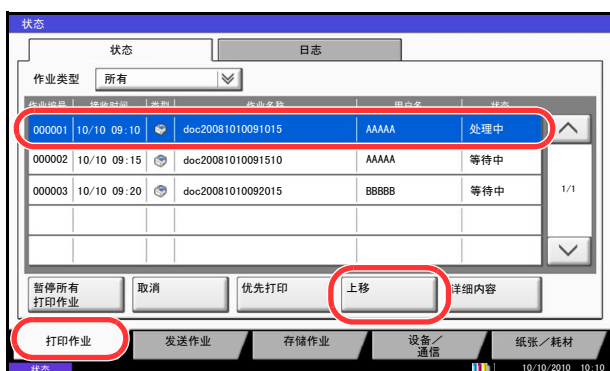 状态
状态 日志
作业类型 所有
作业编号 接收时间 类型 作业名称 用户名 状态
000001 10/10 09:10 doc20081010091015 AAAAA 处理中
000002 10/10 09:15 doc20081010091510 AAAAA 等待中
000003 10/10 09:20 doc20081010092015 BBBBB 等待中
1/1
暂停所有
打印作业
取消 优先打印 上移 详细内容
打印作业 发送作业 存储作业 设备／
通信
纸张／耗材
状态 10/10/2010 10:10